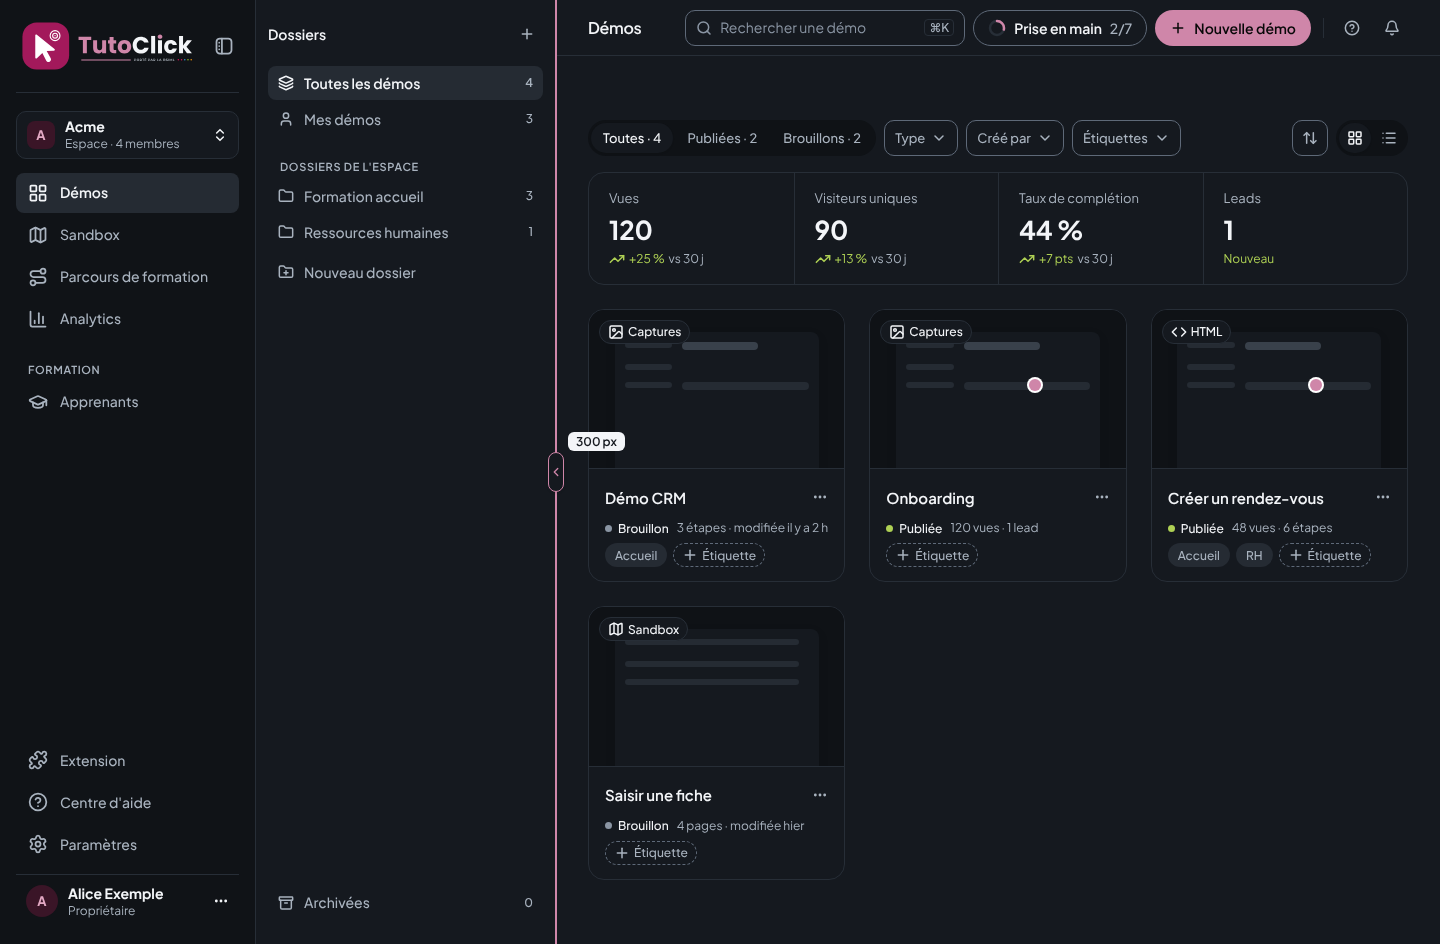 TutoClick
Acme
Espace · 4 membres
A
Démos
Sandbox
Parcours de formation
Analytics
FORMATION
Apprenants
Extension
Centre d'aide
Paramètres
A
Alice Exemple
Propriétaire
Dossiers
Toutes les démos 4
Mes démos 3
DOSSIERS DE L'ESPACE
Formation accueil 3
Ressources humaines 1
Nouveau dossier
Archivées 0
300 px
Démos
Rechercher une démo ⌘K
Prise en main 2/7
Nouvelle démo
Toutes · 4
Publiées · 2
Brouillons · 2
Type
Créé par
Étiquettes
Vues
120
+25 % vs 30 j
Visiteurs uniques
90
+13 % vs 30 j
Taux de complétion
44 %
+7 pts vs 30 j
Leads
1
Nouveau
Captures
Démo CRM
Brouillon 3 étapes · modifiée il y a 2 h
Accueil
Étiquette
Captures
Onboarding
Publiée 120 vues · 1 lead
Étiquette
HTML
Créer un rendez-vous
Publiée 48 vues · 6 étapes
Accueil
RH
Étiquette
Sandbox
Saisir une fiche
Brouillon 4 pages · modifiée hier
Étiquette